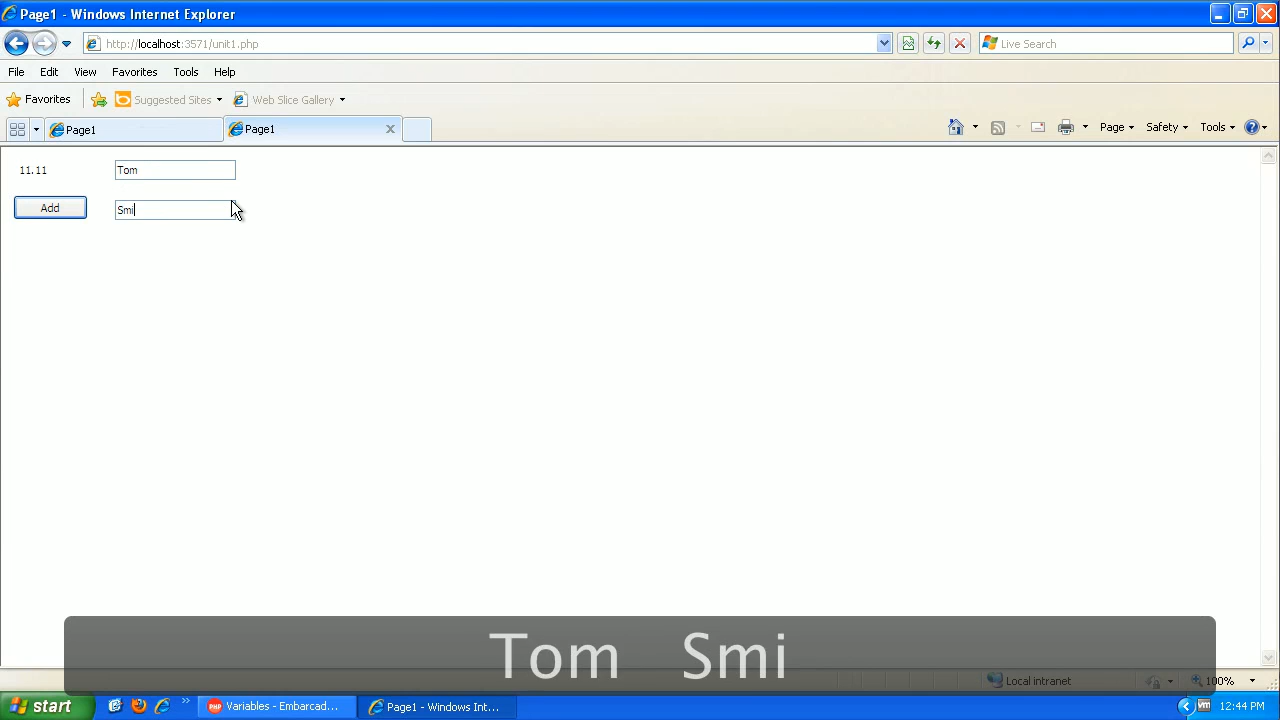 Page1 - Windows Internet Explorer
http://localhost:3571/unit1.php
Live Search
File Edit View Favorites Tools Help
Favorites Suggested Sites Web Slice Gallery
Page1 Page1 Page Safety Tools
11.11 Tom
Add Smi
Tom Smi
Local intranet 100%
start Variables - Embarcad... Page1 - Windows Int... 12:44 PM